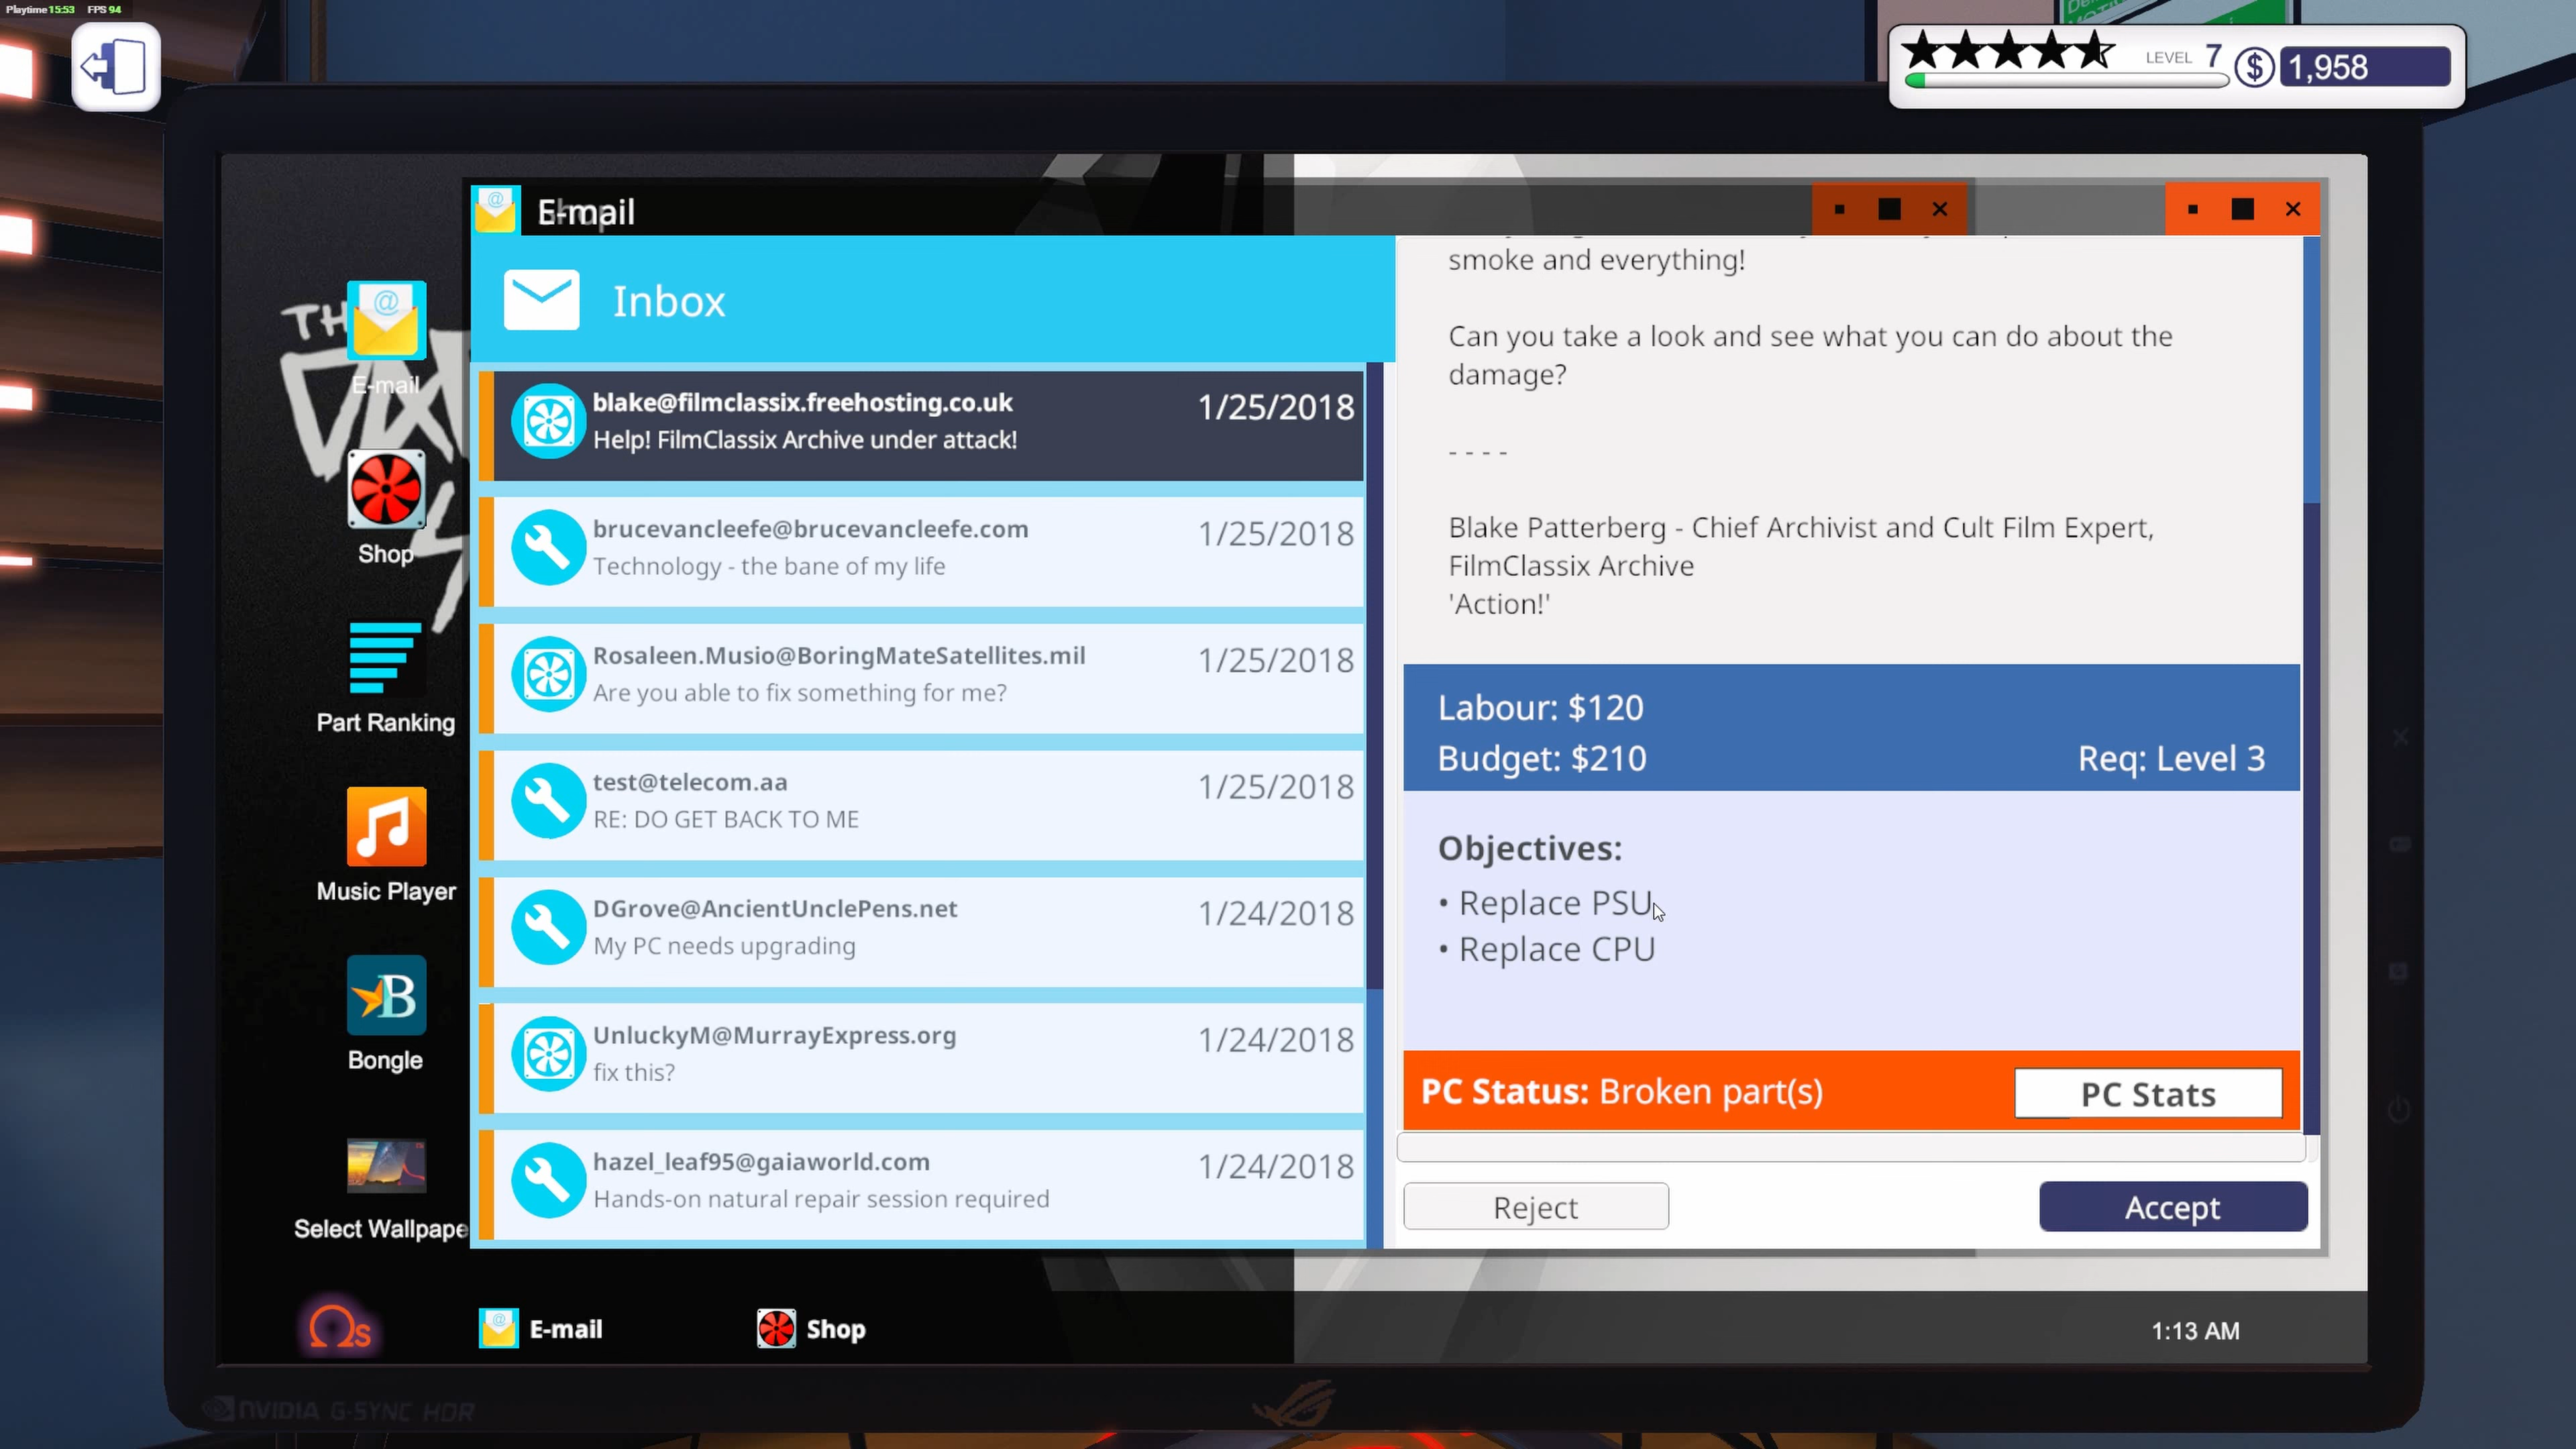 Playtime 15:53 FPS 94
LEVEL 7 $ 1,958
E-mail
Inbox
blake@filmclassix.freehosting.co.uk 1/25/2018
Help! FilmClassix Archive under attack!
brucevancleefe@brucevancleefe.com 1/25/2018
Technology - the bane of my life
Rosaleen.Musio@BoringMateSatellites.mil 1/25/2018
Are you able to fix something for me?
test@telecom.aa 1/25/2018
RE: DO GET BACK TO ME
DGrove@AncientUnclePens.net 1/24/2018
My PC needs upgrading
UnluckyM@MurrayExpress.org 1/24/2018
fix this?
hazel_leaf95@gaiaworld.com 1/24/2018
Hands-on natural repair session required
smoke and everything!
Can you take a look and see what you can do about the
damage?
- - - -
Blake Patterberg - Chief Archivist and Cult Film Expert,
FilmClassix Archive
'Action!'
Labour: $120
Budget: $210 Req: Level 3
Objectives:
• Replace PSU
• Replace CPU
PC Status: Broken part(s) PC Stats
Reject Accept
E-mail
Shop
Part Ranking
Music Player
B
Bongle
Select Wallpape
Ωs E-mail Shop 1:13 AM
NVIDIA G-SYNC HDR